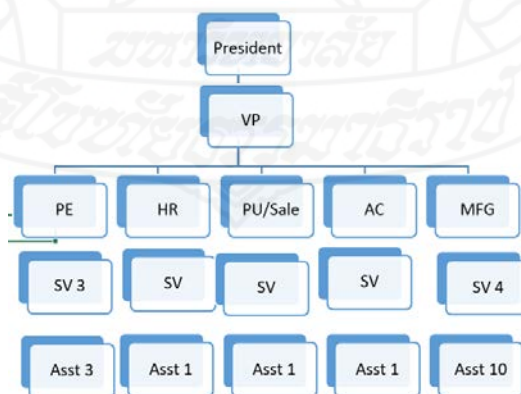 President
VP
PE
HR
PU/Sale
AC
MFG
SV 3
SV
SV
SV
SV 4
Asst 3
Asst 1
Asst 1
Asst 1
Asst 10